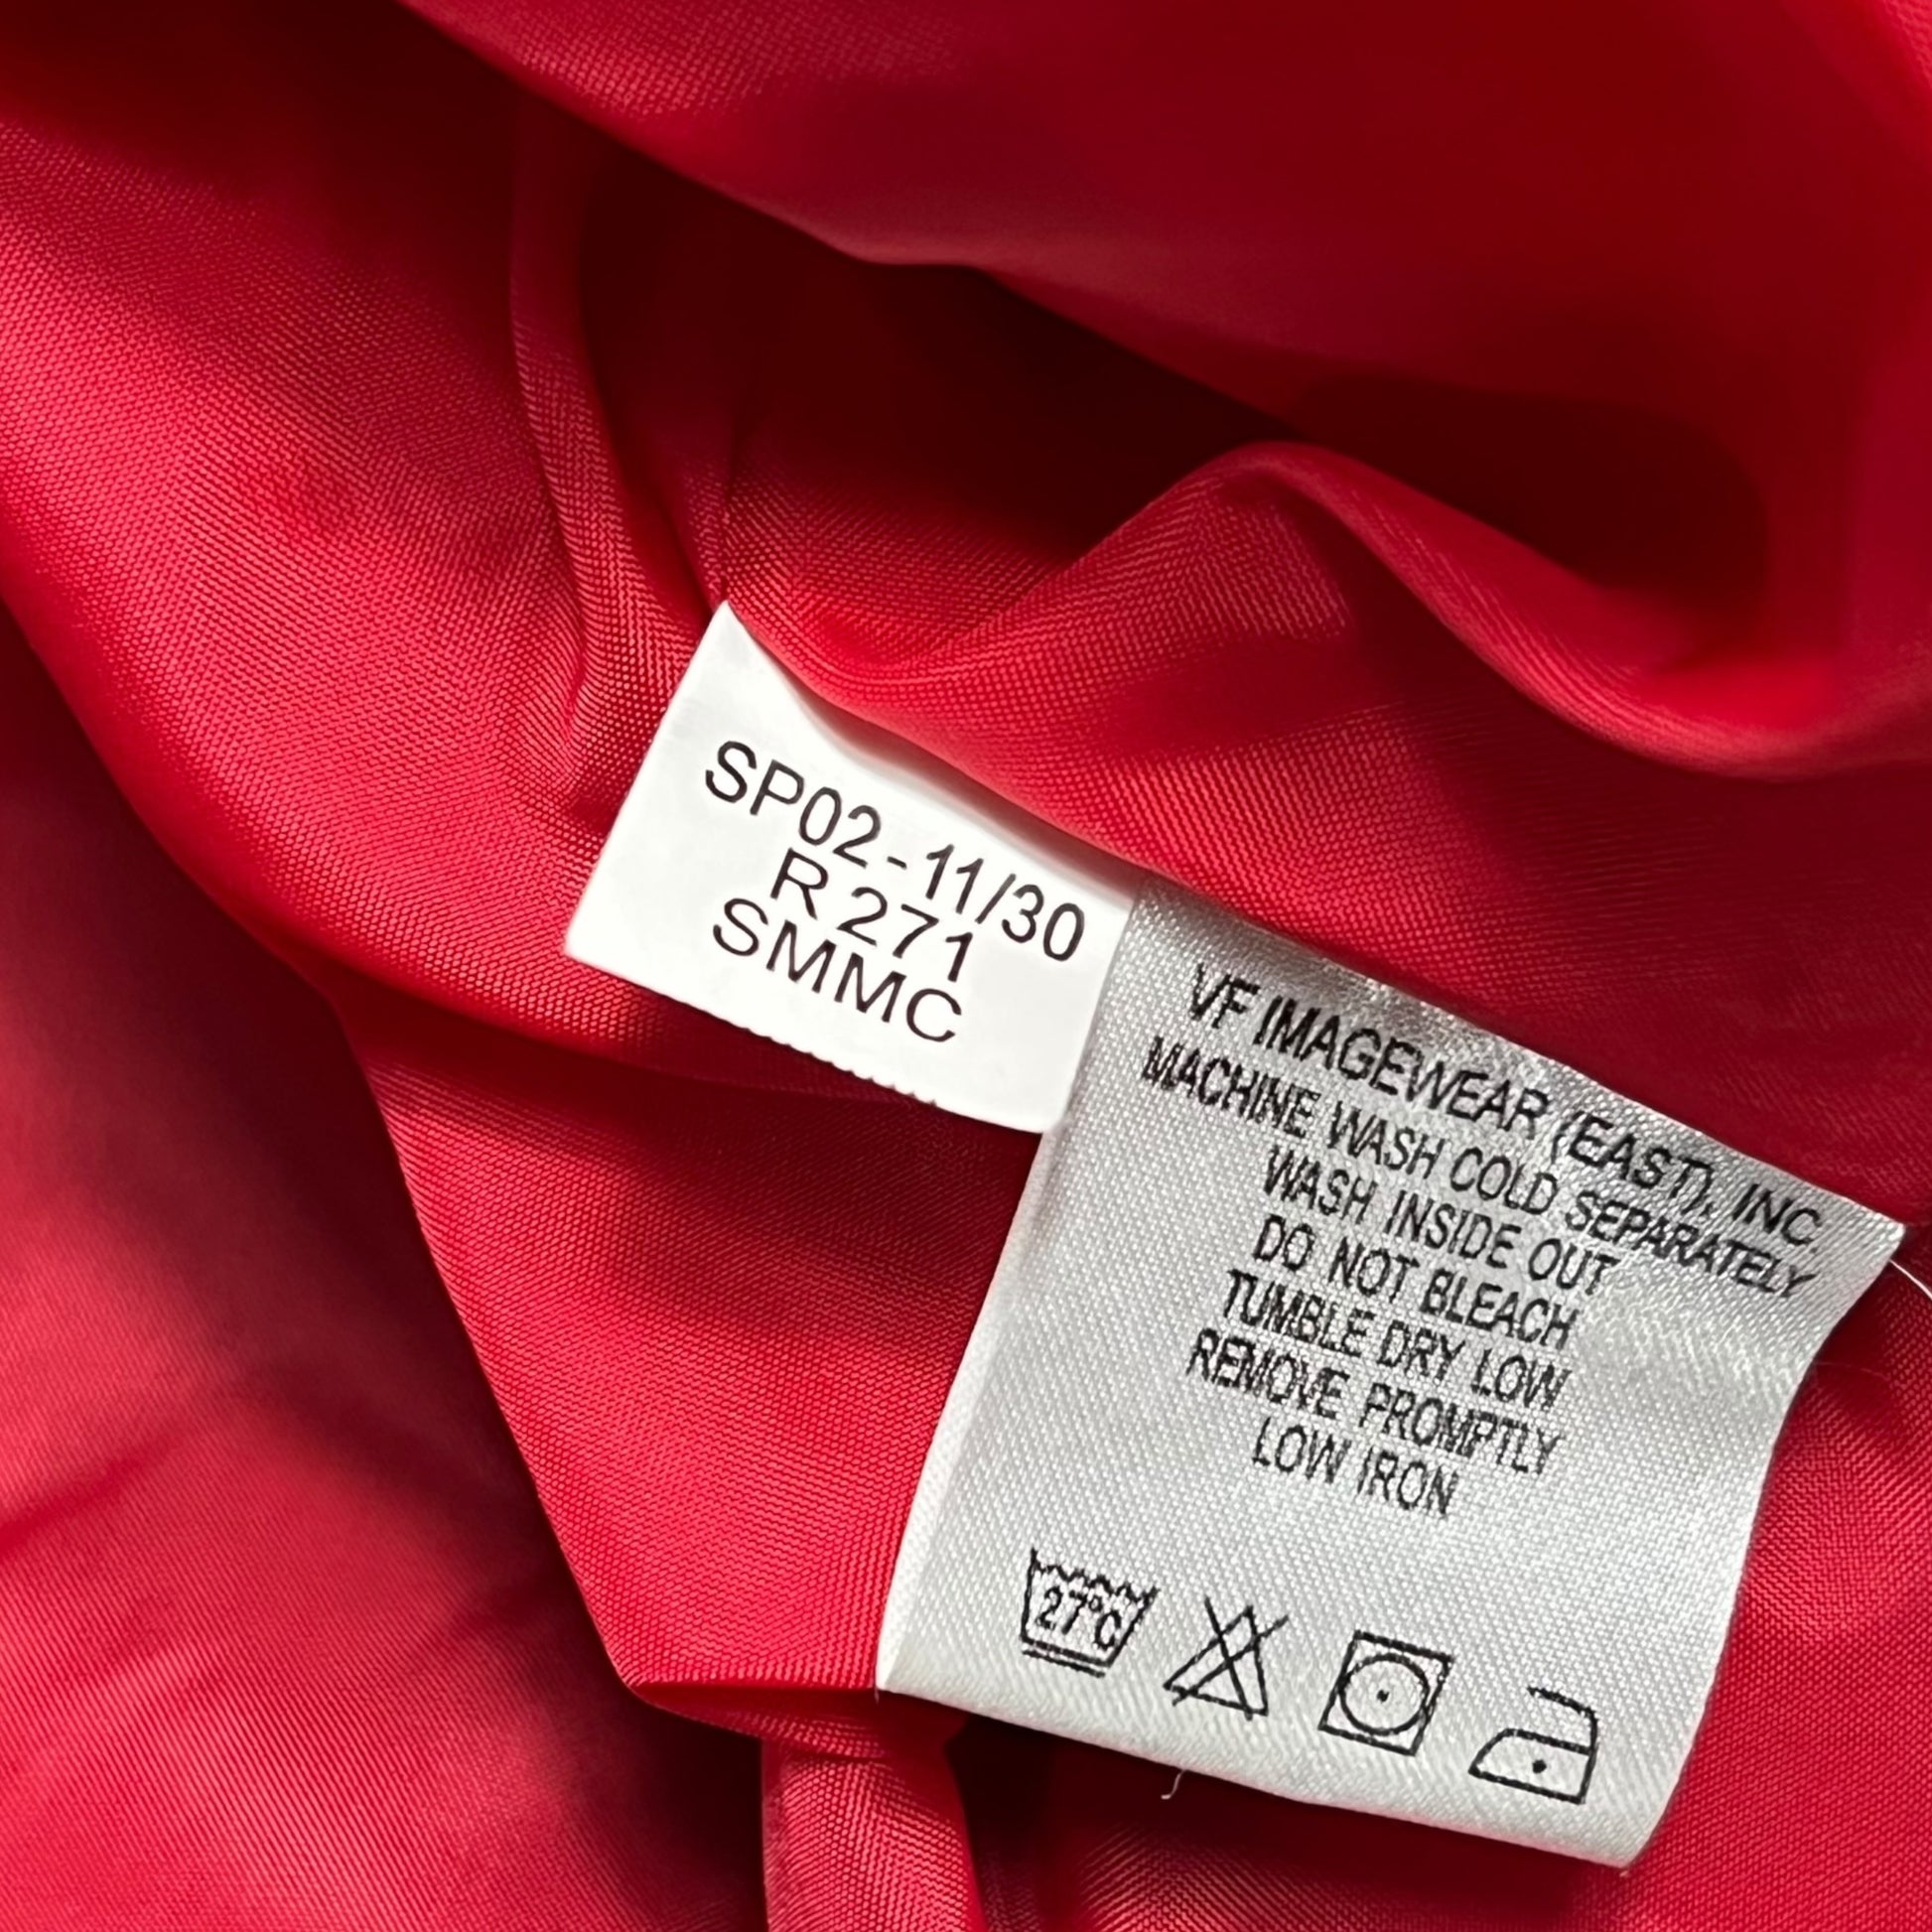 SP02-11/30
R 271
SMMC
VF IMAGEWEAR (EAST), INC.
MACHINE WASH COLD SEPARATELY
WASH INSIDE OUT
DO NOT BLEACH
TUMBLE DRY LOW
REMOVE PROMPTLY
LOW IRON
27°C